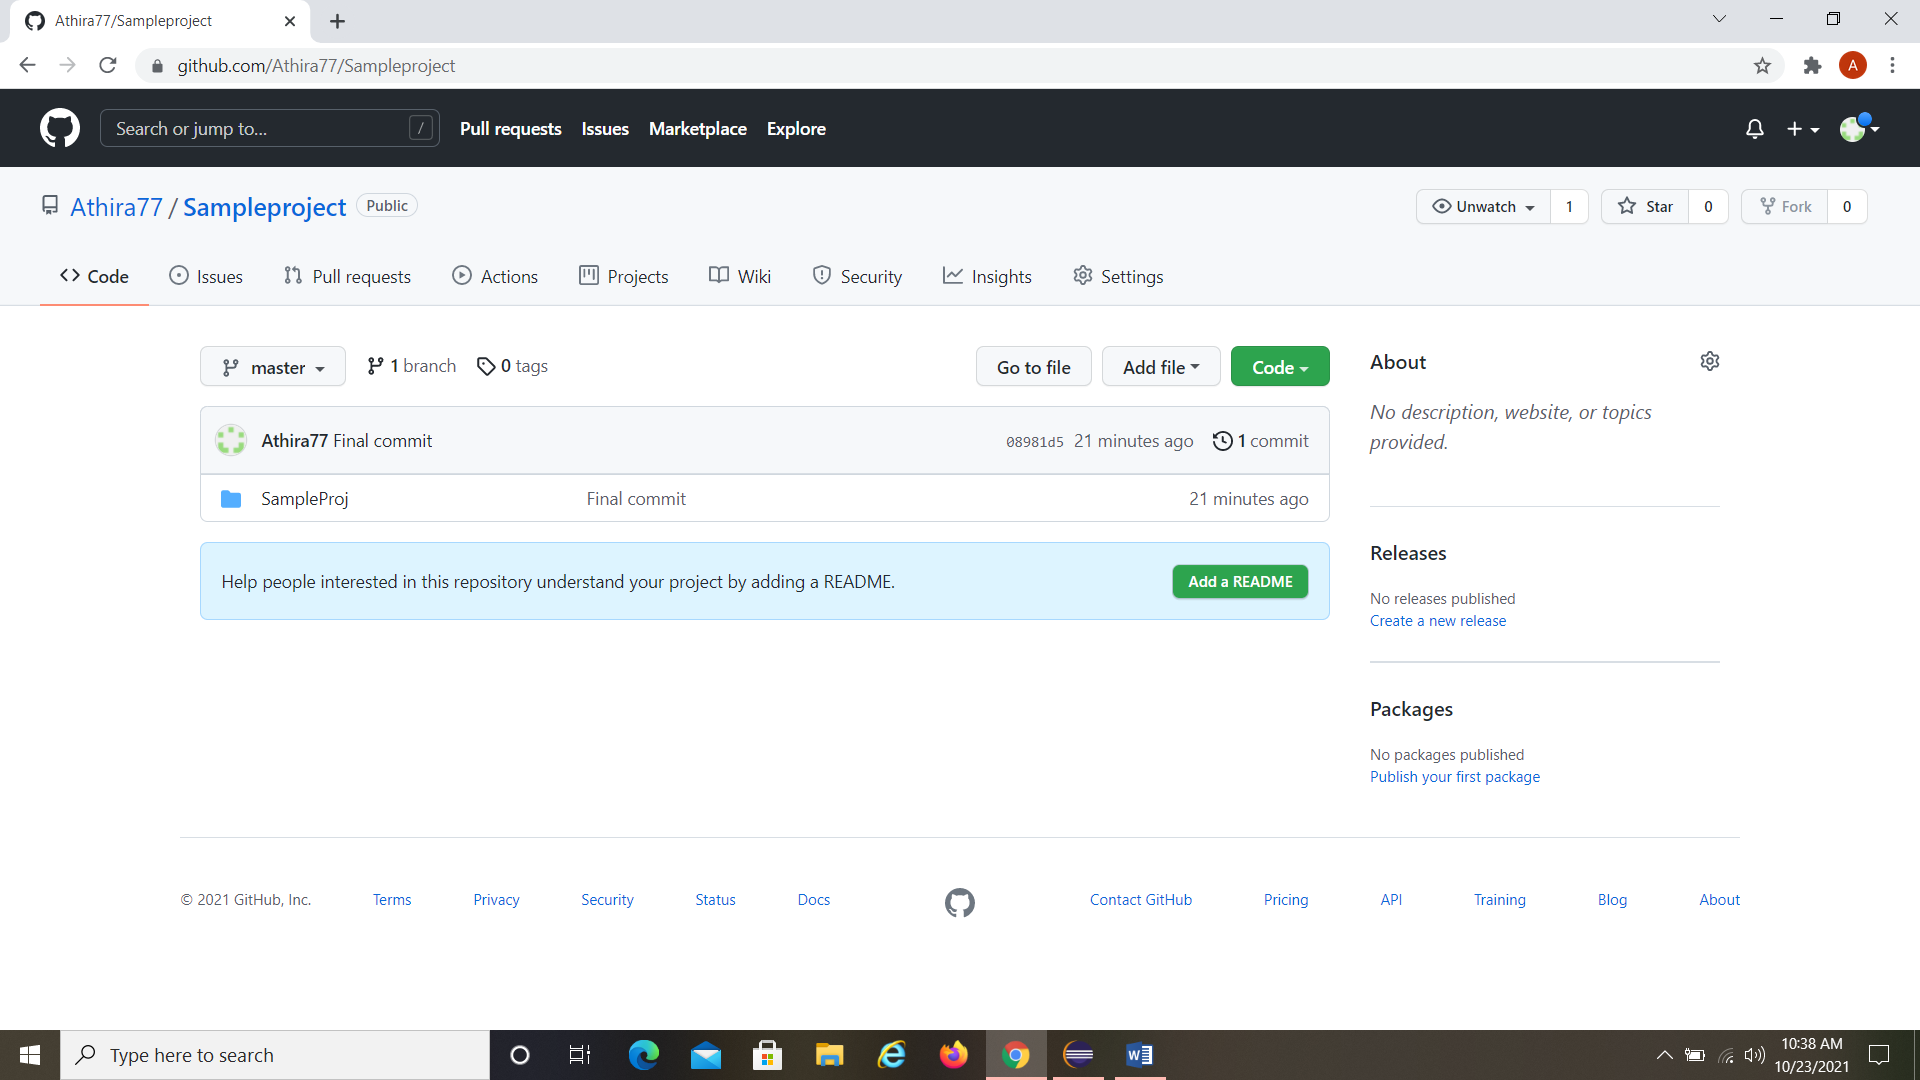 Athira77/Sampleproject
github.com/Athira77/Sampleproject
A
Search or jump to... /
Pull requests Issues Marketplace Explore
Athira77 / Sampleproject Public
Unwatch 1 Star 0 Fork 0
Code Issues Pull requests Actions Projects Wiki Security Insights Settings
master 1 branch 0 tags Go to file Add file Code
Athira77 Final commit 08981d5 21 minutes ago 1 commit
SampleProj Final commit 21 minutes ago
Help people interested in this repository understand your project by adding a README. Add a README
About
No description, website, or topics
provided.
Releases
No releases published
Create a new release
Packages
No packages published
Publish your first package
© 2021 GitHub, Inc. Terms Privacy Security Status Docs Contact GitHub Pricing API Training Blog About
Type here to search
10:38 AM
10/23/2021